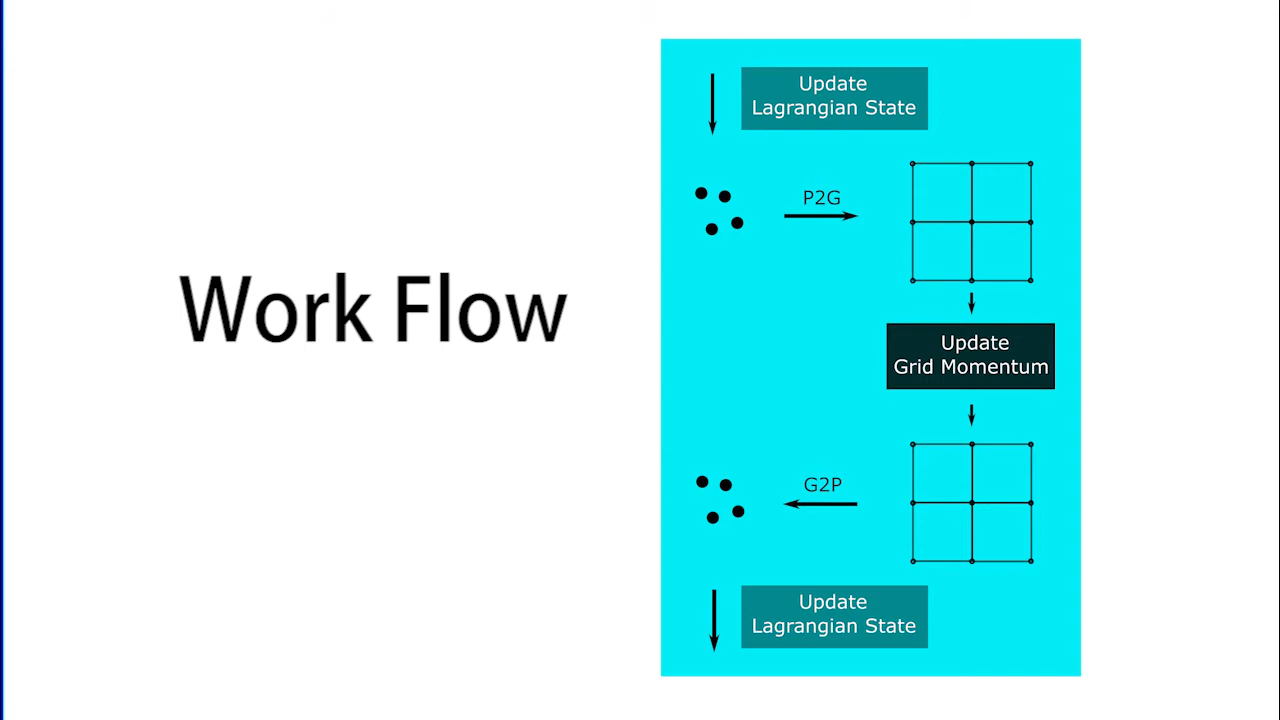 Work Flow
Update
Lagrangian State
P2G
Update
Grid Momentum
G2P
Update
Lagrangian State